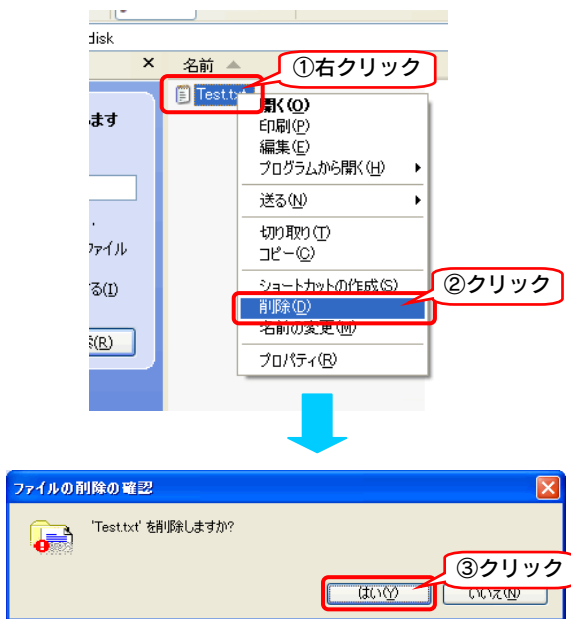 disk
×
名前
①右クリック
Test.txt
ます
開く(O)
印刷(P)
編集(E)
プログラムから開く(H)
送る(N)
ファイル
切り取り(T)
コピー(C)
る(I)
ショートカットの作成(S)
②クリック
削除(D)
名前の変更(M)
(R)
プロパティ(R)
ファイルの削除の確認
'Test.txt' を削除しますか?
③クリック
はい(Y)
いいえ(N)